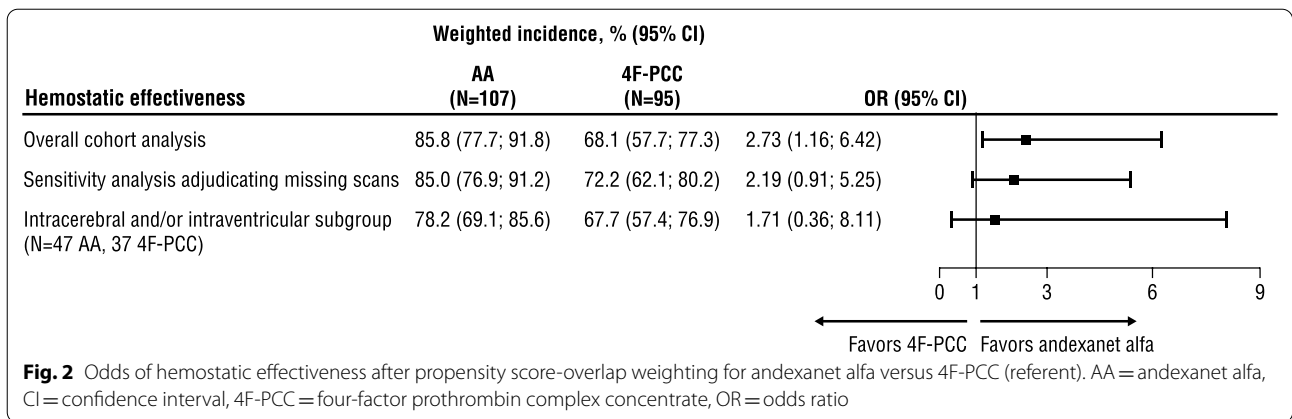 Weighted incidence, % (95% CI)
AA 4F-PCC
Hemostatic effectiveness (N=107) (N=95) OR (95% CI)
Overall cohort analysis 85.8 (77.7; 91.8) 68.1 (57.7; 77.3) 2.73 (1.16; 6.42)
Sensitivity analysis adjudicating missing scans 85.0 (76.9; 91.2) 72.2 (62.1; 80.2) 2.19 (0.91; 5.25)
Intracerebral and/or intraventricular subgroup 78.2 (69.1; 85.6) 67.7 (57.4; 76.9) 1.71 (0.36; 8.11)
(N=47 AA, 37 4F-PCC)
0 1 3 6 9
Favors 4F-PCC Favors andexanet alfa
Fig. 2 Odds of hemostatic effectiveness after propensity score-overlap weighting for andexanet alfa versus 4F-PCC (referent). AA = andexanet alfa,
CI = confidence interval, 4F-PCC = four-factor prothrombin complex concentrate, OR = odds ratio